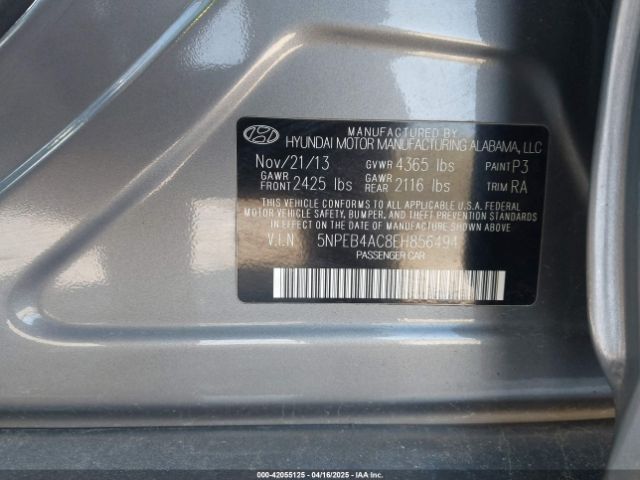 MANUFACTURED BY
HYUNDAI MOTOR MANUFACTURING ALABAMA, LLC
Nov/21/13 GVWR 4365 lbs PAINT P3
GAWR FRONT 2425 lbs GAWR REAR 2116 lbs TRIM RA
THIS VEHICLE CONFORMS TO ALL APPLICABLE U.S.A. FEDERAL
MOTOR VEHICLE SAFETY, BUMPER, AND THEFT PREVENTION STANDARDS
IN EFFECT ON THE DATE OF MANUFACTURE SHOWN ABOVE.
V.I.N. 5NPEB4AC8EH856494
PASSENGER CAR
000-42055125 - 04/16/2025 - WWW.IAAI.COM